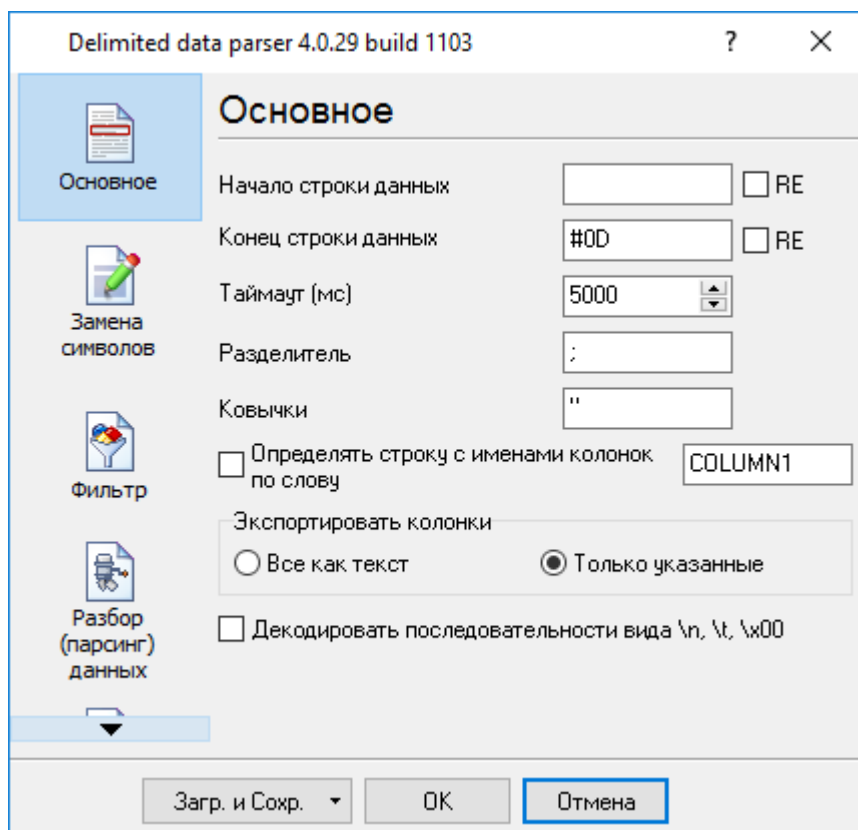 Delimited data parser 4.0.29 build 1103
?
Основное
Основное
Начало строки данных
RE
Конец строки данных
#0D
RE
Таймаут (мс)
5000
Замена
символов
Разделитель
;
Ковычки
"
Определять строку с именами колонок
по слову
COLUMN1
Фильтр
Экспортировать колонки
Все как текст
Только указанные
Разбор
(парсинг)
данных
Декодировать последовательности вида \n, \t, \x00
Загр. и Сохр.
OK
Отмена